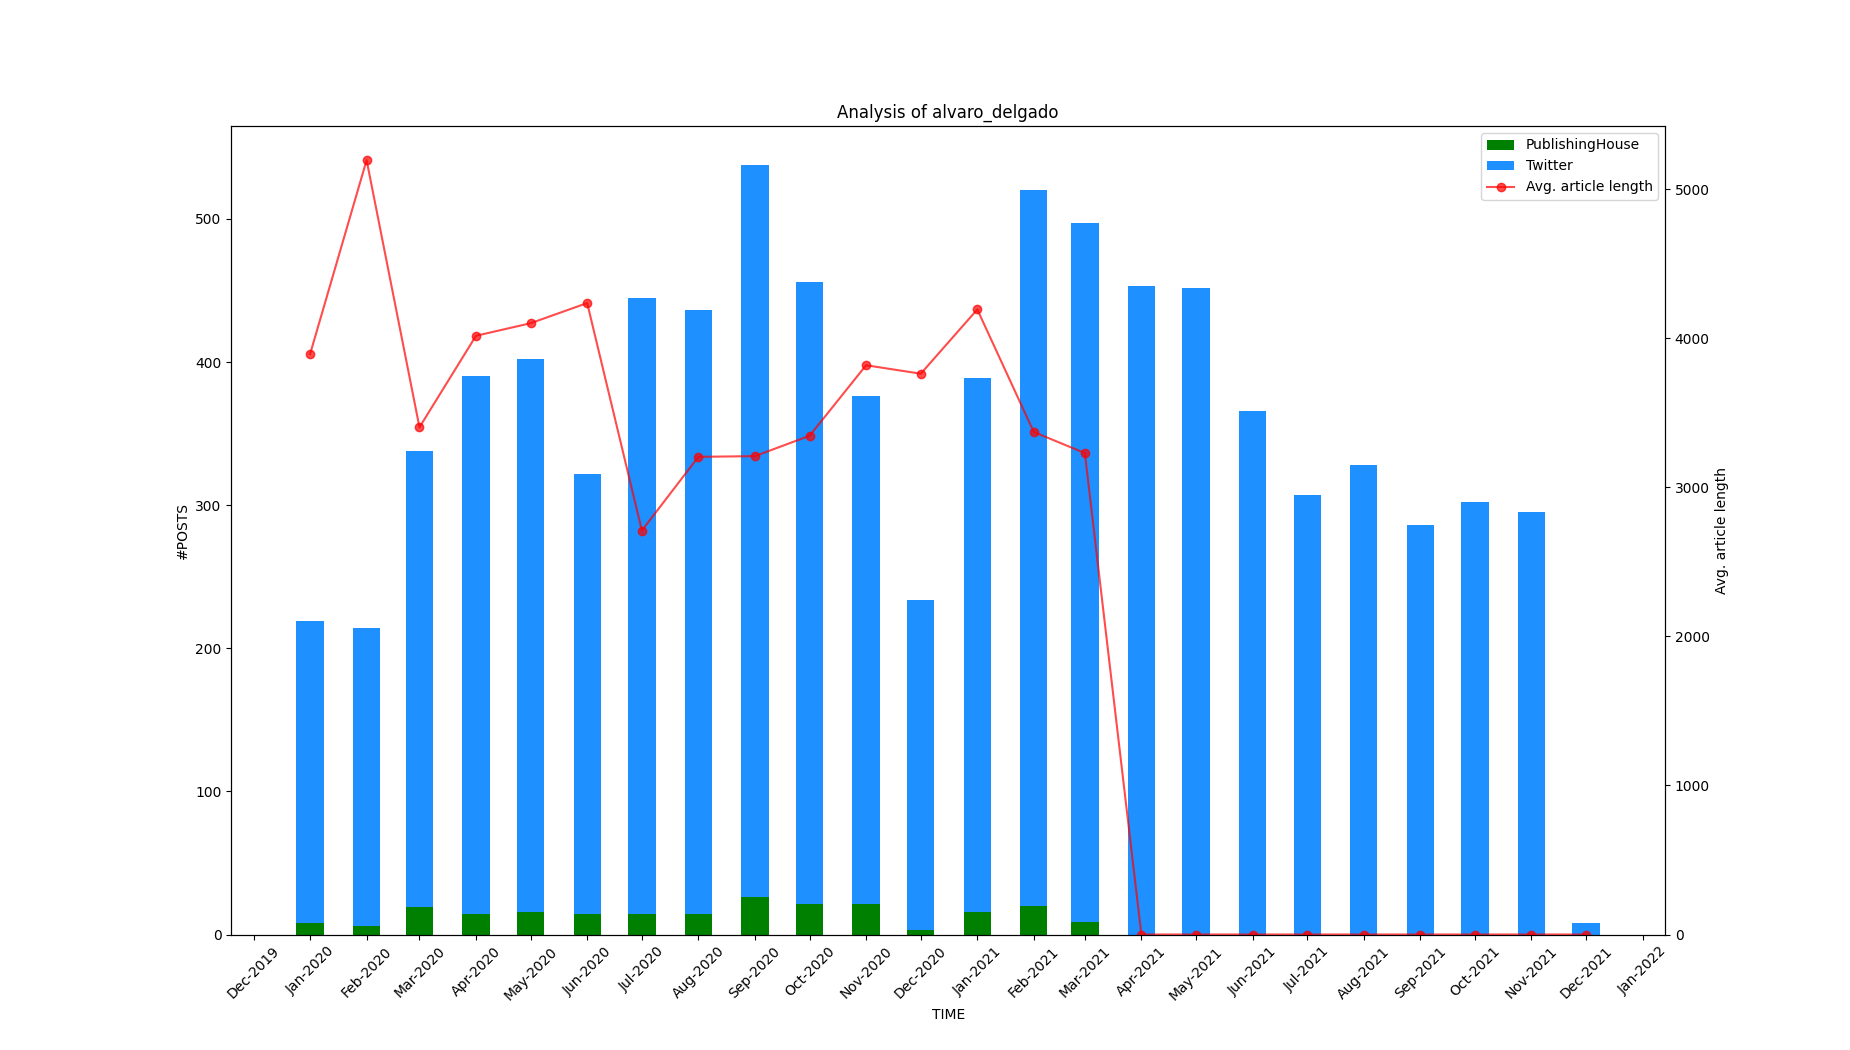 Analysis of alvaro_delgado
PublishingHouse
Twitter
Avg. article length
500
400
300
200
100
0
#POSTS
5000
4000
3000
2000
1000
0
Avg. article length
Dec-2019
Jan-2020
Feb-2020
Mar-2020
Apr-2020
May-2020
Jun-2020
Jul-2020
Aug-2020
Sep-2020
Oct-2020
Nov-2020
Dec-2020
Jan-2021
Feb-2021
Mar-2021
Apr-2021
May-2021
Jun-2021
Jul-2021
Aug-2021
Sep-2021
Oct-2021
Nov-2021
Dec-2021
Jan-2022
TIME